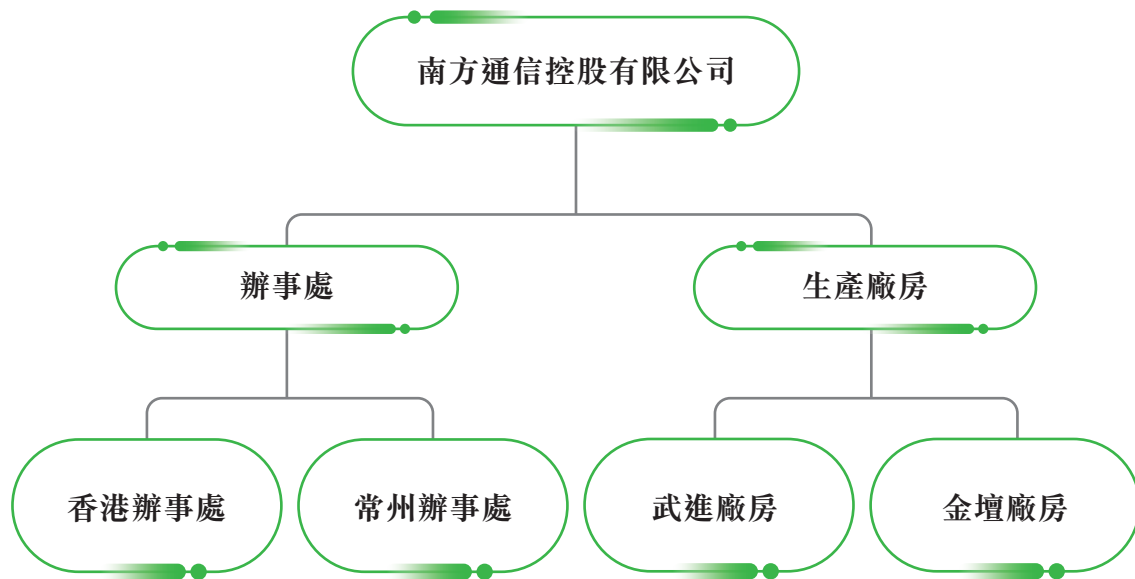 南方通信控股有限公司
辦事處
生產廠房
香港辦事處
常州辦事處
武進廠房
金壇廠房